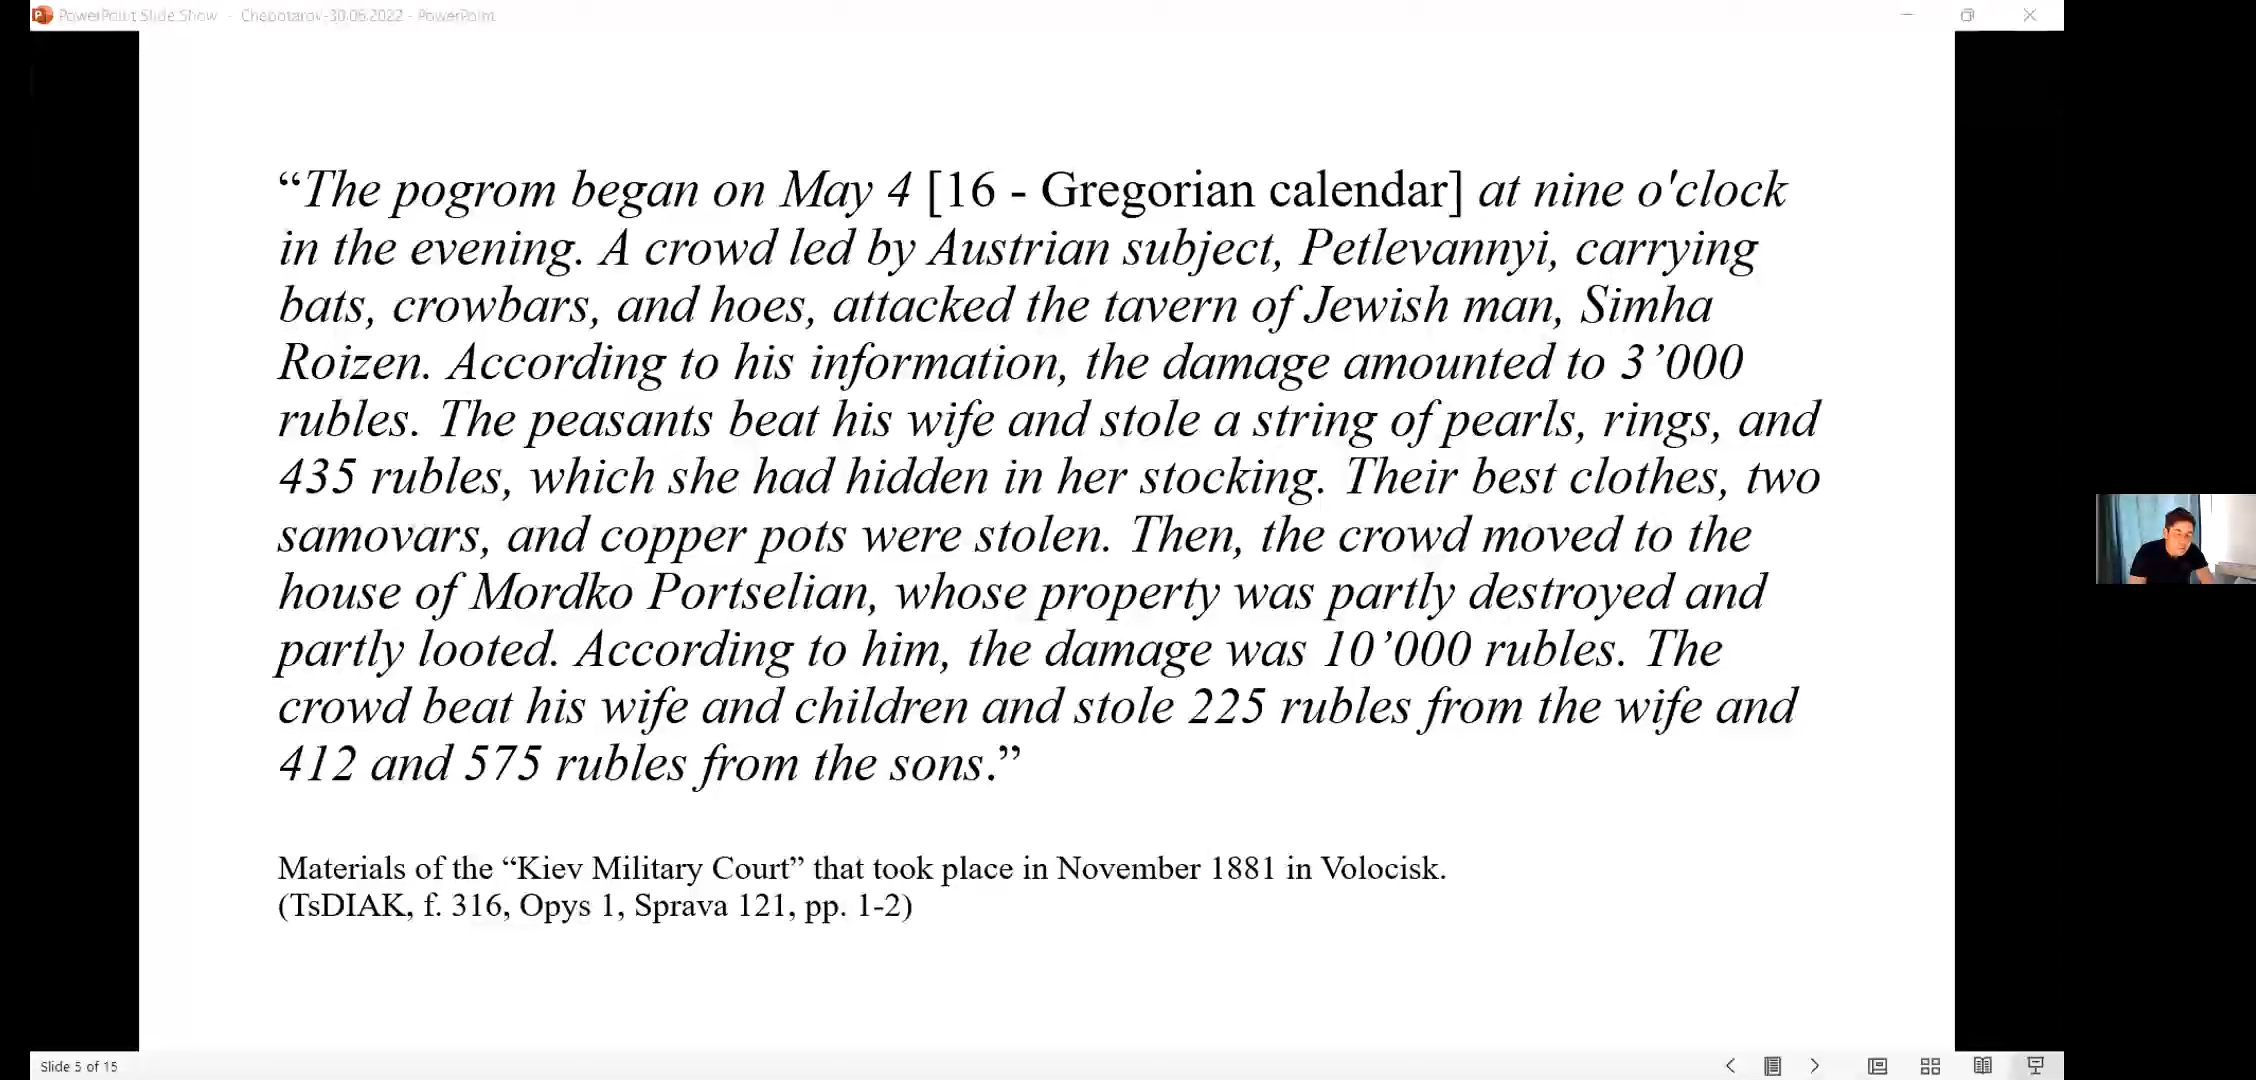 PowerPoint Slide Show - Chebotarov-30.06.2022 - PowerPoint
“The pogrom began on May 4 [16 - Gregorian calendar] at nine o'clock
in the evening. A crowd led by Austrian subject, Petlevannyi, carrying
bats, crowbars, and hoes, attacked the tavern of Jewish man, Simha
Roizen. According to his information, the damage amounted to 3’000
rubles. The peasants beat his wife and stole a string of pearls, rings, and
435 rubles, which she had hidden in her stocking. Their best clothes, two
samovars, and copper pots were stolen. Then, the crowd moved to the
house of Mordko Portselian, whose property was partly destroyed and
partly looted. According to him, the damage was 10’000 rubles. The
crowd beat his wife and children and stole 225 rubles from the wife and
412 and 575 rubles from the sons.”
Materials of the “Kiev Military Court” that took place in November 1881 in Volocisk.
(TsDIAK, f. 316, Opys 1, Sprava 121, pp. 1-2)
Slide 5 of 15